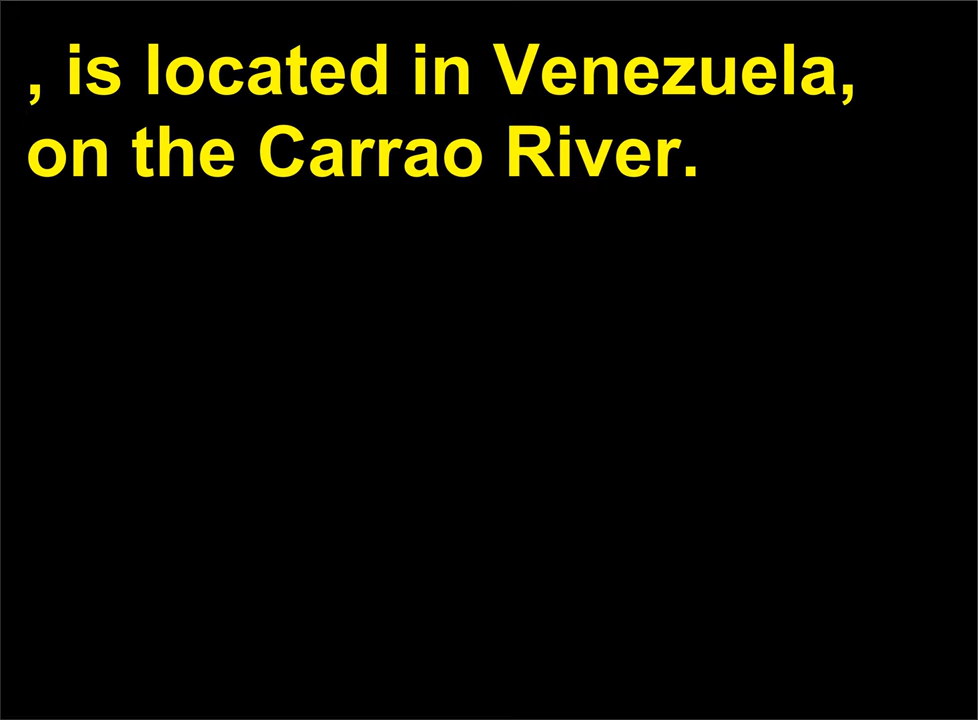 , is located in Venezuela,
on the Carrao River.